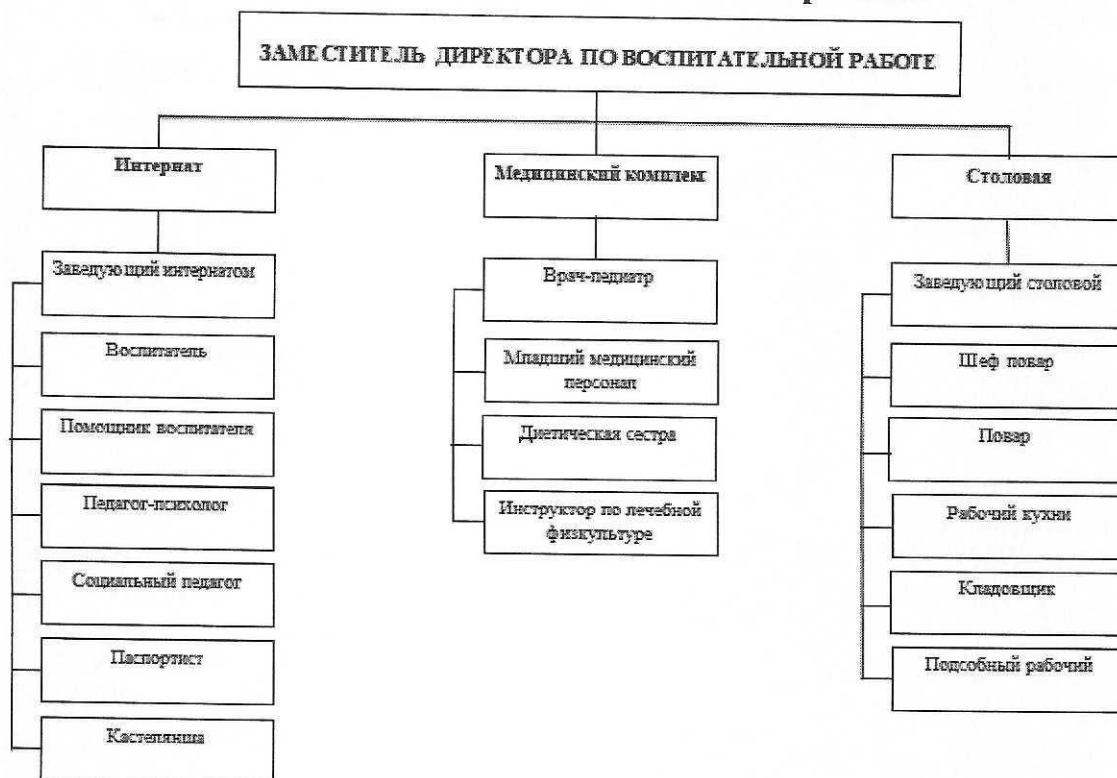 ЗАМЕСТИТЕЛЬ ДИРЕКТОРА ПО ВОСПИТАТЕЛЬНОЙ РАБОТЕ
Интернат
Медицинский комплекс
Столовая
Заведующий интернатом
Воспитатель
Помощник воспитателя
Педагог-психолог
Социальный педагог
Паспортист
Кастелянша
Врач-педиатр
Младший медицинский
персонал
Диетическая сестра
Инструктор по лечебной
физкультуре
Заведующий столовой
Шеф повар
Повар
Рабочий кухни
Кладовщик
Подсобный рабочий